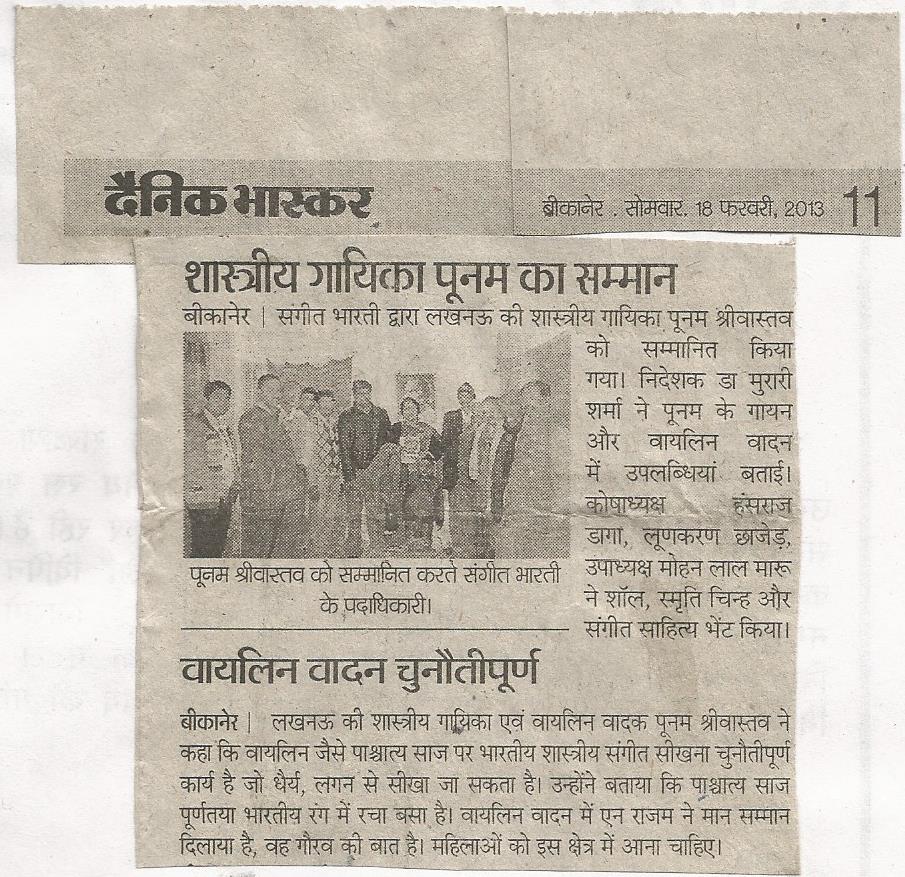 दैनिक भास्कर
बीकानेर . सोमवार. 18 फरवरी, 2013 11
शास्त्रीय गायिका पूनम का सम्मान
बीकानेर | संगीत भारती द्वारा लखनऊ की शास्त्रीय गायिका पूनम श्रीवास्तव
को सम्मानित किया
गया। निदेशक डा मुरारी
शर्मा ने पूनम के गायन
और वायलिन वादन
में उपलब्धियां बताई।
कोषाध्यक्ष हंसराज
डागा, लूणकरण छाजेड़,
उपाध्यक्ष मोहन लाल मारू
ने शॉल, स्मृति चिन्ह और
संगीत साहित्य भेंट किया।
पूनम श्रीवास्तव को सम्मानित करते संगीत भारती
के पदाधिकारी।
वायलिन वादन चुनौतीपूर्ण
बीकानेर | लखनऊ की शास्त्रीय गायिका एवं वायलिन वादक पूनम श्रीवास्तव ने
कहा कि वायलिन जैसे पाश्चात्य साज पर भारतीय शास्त्रीय संगीत सीखना चुनौतीपूर्ण
कार्य है जो धैर्य, लगन से सीखा जा सकता है। उन्होंने बताया कि पाश्चात्य साज
पूर्णतया भारतीय रंग में रचा बसा है। वायलिन वादन में एन राजम ने मान सम्मान
दिलाया है, वह गौरव की बात है। महिलाओं को इस क्षेत्र में आना चाहिए।